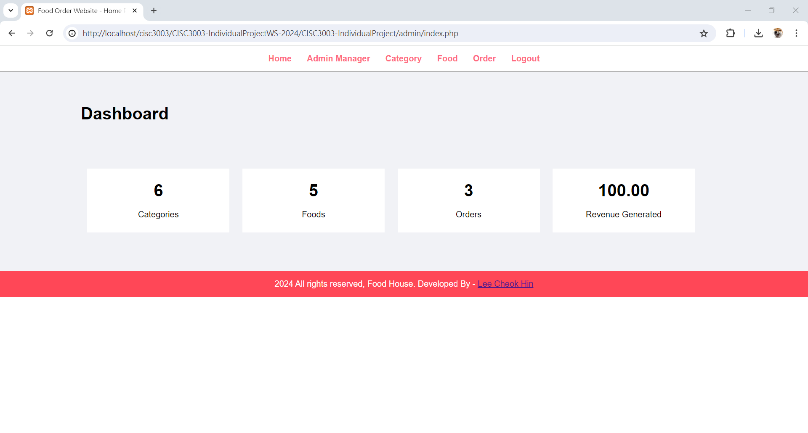 Food Order Website - Home
http://localhost/cisc3003/CISC3003-IndividualProjectWS-2024/CISC3003-IndividualProject/admin/index.php
Home Admin Manager Category Food Order Logout
Dashboard
6 5 3 100.00
Categories Foods Orders Revenue Generated
2024 All rights reserved, Food House. Developed By - Lee Cheok Hin